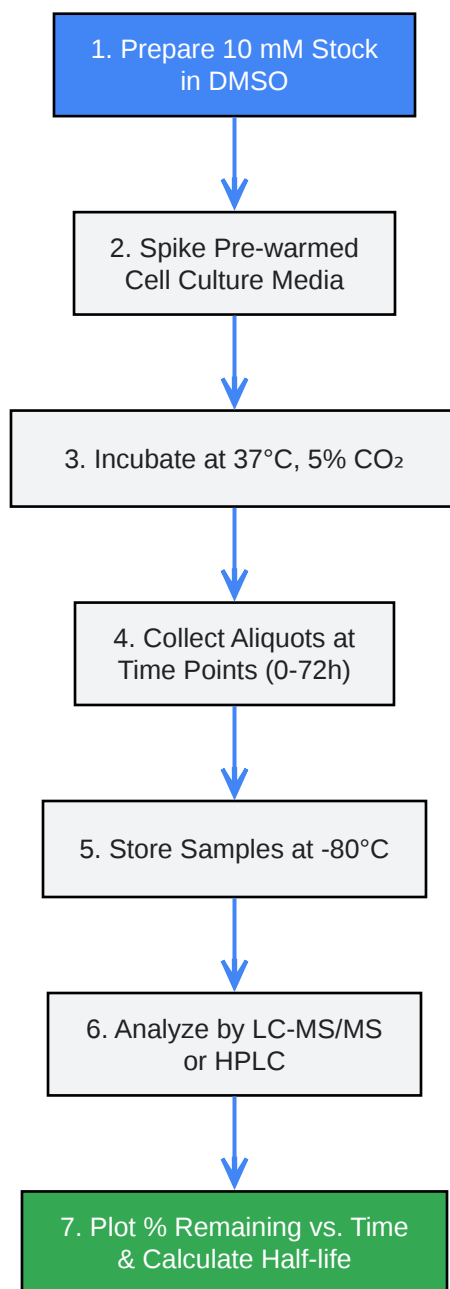 1. Prepare 10 mM Stock
in DMSO
2. Spike Pre-warmed
Cell Culture Media
3. Incubate at 37°C, 5% CO₂
4. Collect Aliquots at
Time Points (0-72h)
5. Store Samples at -80°C
6. Analyze by LC-MS/MS
or HPLC
7. Plot % Remaining vs. Time
& Calculate Half-life